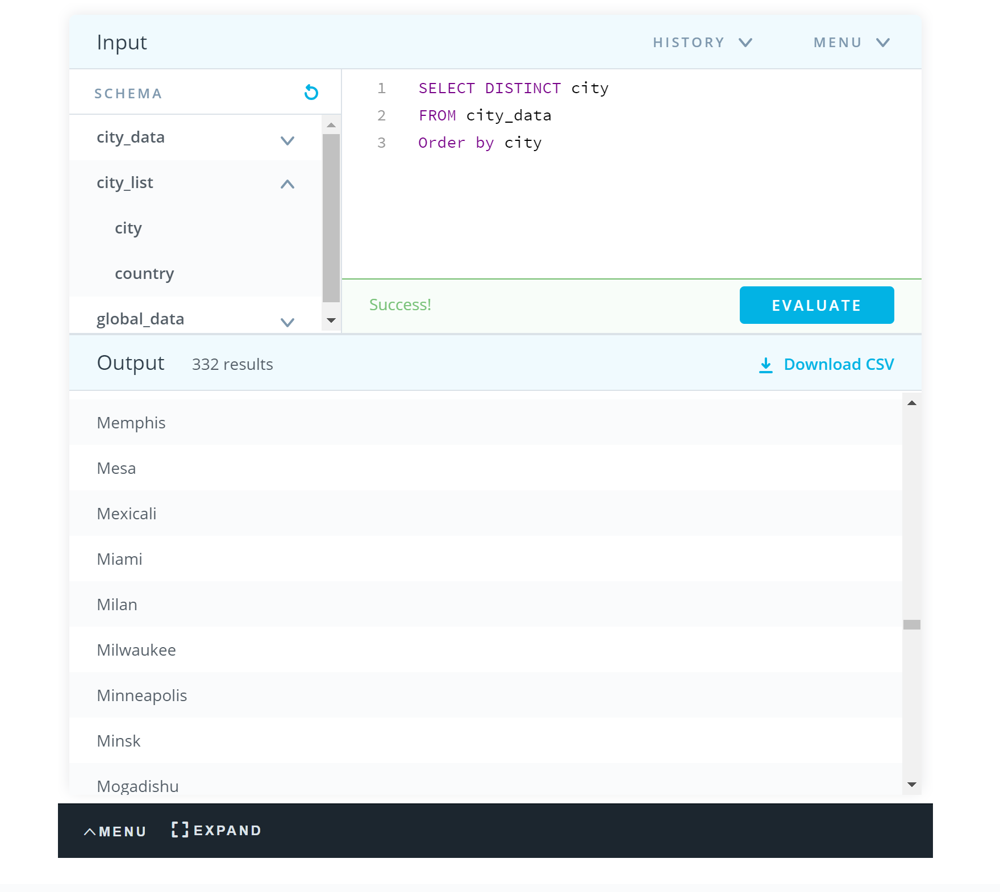 Input
HISTORY
MENU
SCHEMA
1 SELECT DISTINCT city
2 FROM city_data
3 Order by city
city_data
city_list
city
country
global_data
Success!
EVALUATE
Output 332 results
Download CSV
Memphis
Mesa
Mexicali
Miami
Milan
Milwaukee
Minneapolis
Minsk
Mogadishu
MENU
EXPAND